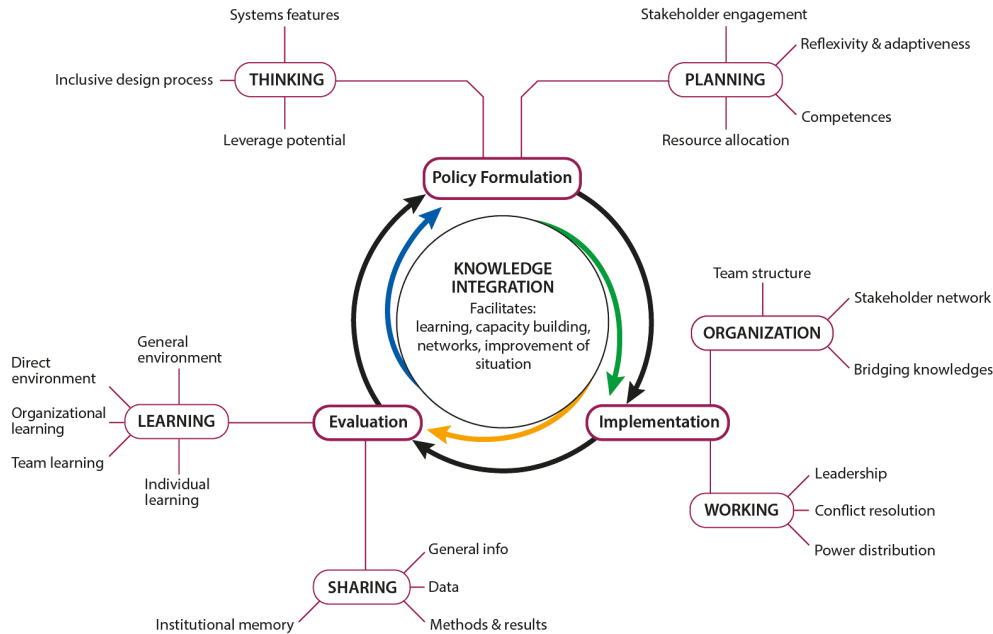 Systems features
Inclusive design process
THINKING
Leverage potential
Stakeholder engagement
Reflexivity & adaptiveness
PLANNING
Competences
Resource allocation
Policy Formulation
KNOWLEDGE
INTEGRATION
Facilitates:
learning, capacity building,
networks, improvement of
situation
Team structure
Stakeholder network
ORGANIZATION
Bridging knowledges
Implementation
Leadership
WORKING
Conflict resolution
Power distribution
General
environment
Direct
environment
Organizational
learning
LEARNING
Team learning
Individual
learning
Evaluation
General info
SHARING
Data
Institutional memory
Methods & results